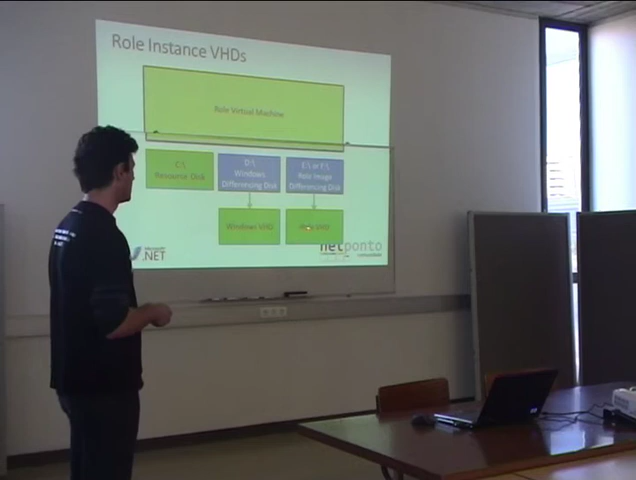 Role Instance VHDs
Role Virtual Machine
C:\
Resource Disk
D:\
Windows
Differencing Disk
E:\ or F:\
Role Image
Differencing Disk
Windows VHD
VHD
.NET
netponto